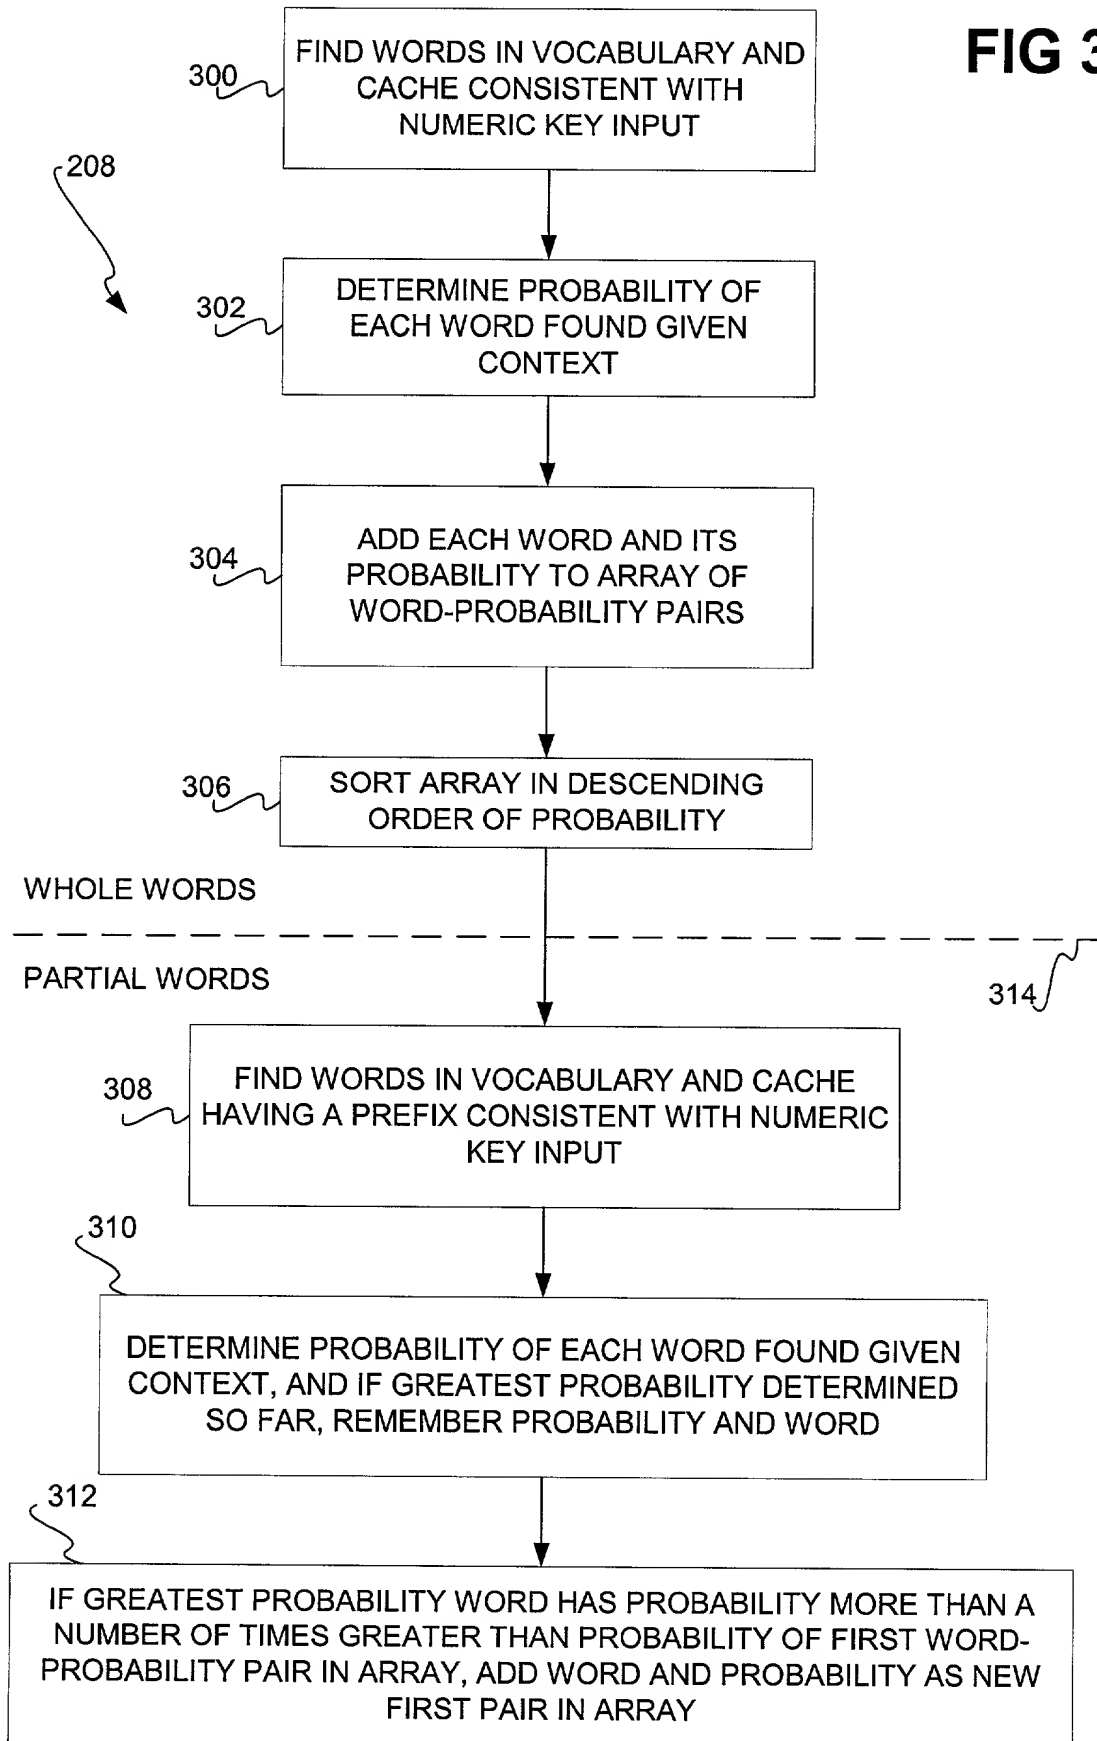 FIG 3
300
FIND WORDS IN VOCABULARY AND
CACHE CONSISTENT WITH
NUMERIC KEY INPUT
208
302
DETERMINE PROBABILITY OF
EACH WORD FOUND GIVEN
CONTEXT
304
ADD EACH WORD AND ITS
PROBABILITY TO ARRAY OF
WORD-PROBABILITY PAIRS
306
SORT ARRAY IN DESCENDING
ORDER OF PROBABILITY
WHOLE WORDS
PARTIAL WORDS
314
308
FIND WORDS IN VOCABULARY AND CACHE
HAVING A PREFIX CONSISTENT WITH NUMERIC
KEY INPUT
310
DETERMINE PROBABILITY OF EACH WORD FOUND GIVEN
CONTEXT, AND IF GREATEST PROBABILITY DETERMINED
SO FAR, REMEMBER PROBABILITY AND WORD
312
IF GREATEST PROBABILITY WORD HAS PROBABILITY MORE THAN A
NUMBER OF TIMES GREATER THAN PROBABILITY OF FIRST WORD-
PROBABILITY PAIR IN ARRAY, ADD WORD AND PROBABILITY AS NEW
FIRST PAIR IN ARRAY